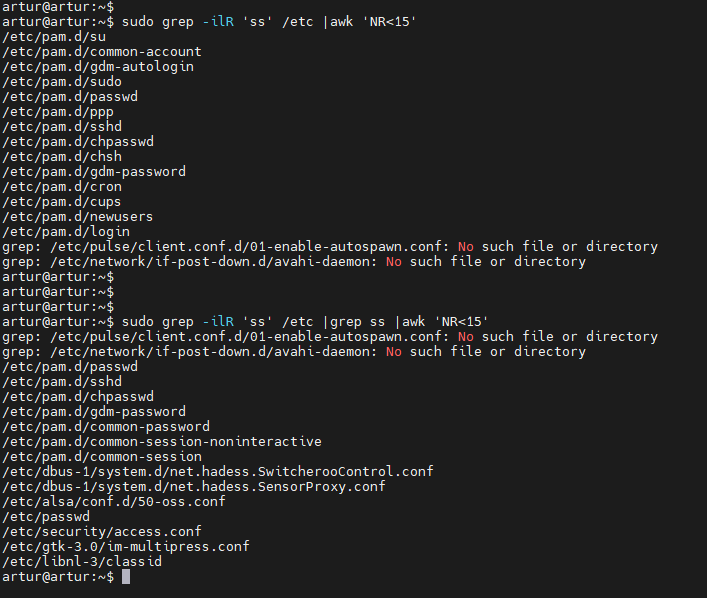 artur@artur:~$
artur@artur:~$ sudo grep -ilR 'ss' /etc |awk 'NR<15'
/etc/pam.d/su
/etc/pam.d/common-account
/etc/pam.d/gdm-autologin
/etc/pam.d/sudo
/etc/pam.d/passwd
/etc/pam.d/ppp
/etc/pam.d/sshd
/etc/pam.d/chpasswd
/etc/pam.d/chsh
/etc/pam.d/gdm-password
/etc/pam.d/cron
/etc/pam.d/cups
/etc/pam.d/newusers
/etc/pam.d/login
grep: /etc/pulse/client.conf.d/01-enable-autospawn.conf: No such file or directory
grep: /etc/network/if-post-down.d/avahi-daemon: No such file or directory
artur@artur:~$
artur@artur:~$
artur@artur:~$
artur@artur:~$ sudo grep -ilR 'ss' /etc |grep ss |awk 'NR<15'
grep: /etc/pulse/client.conf.d/01-enable-autospawn.conf: No such file or directory
grep: /etc/network/if-post-down.d/avahi-daemon: No such file or directory
/etc/pam.d/passwd
/etc/pam.d/sshd
/etc/pam.d/chpasswd
/etc/pam.d/gdm-password
/etc/pam.d/common-password
/etc/pam.d/common-session-noninteractive
/etc/pam.d/common-session
/etc/dbus-1/system.d/net.hadess.SwitcherooControl.conf
/etc/dbus-1/system.d/net.hadess.SensorProxy.conf
/etc/alsa/conf.d/50-oss.conf
/etc/passwd
/etc/security/access.conf
/etc/gtk-3.0/im-multipress.conf
/etc/libnl-3/classid
artur@artur:~$